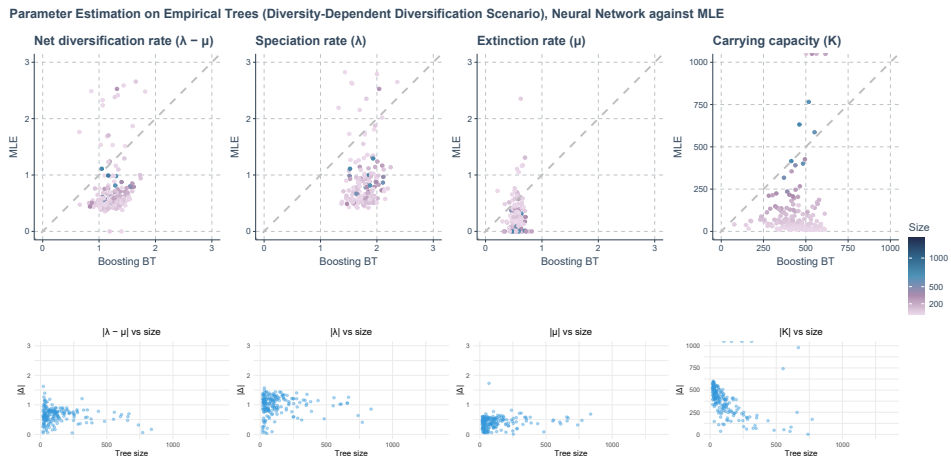 Parameter Estimation on Empirical Trees (Diversity-Dependent Diversification Scenario), Neural Network against MLE
Net diversification rate (λ − μ)
Speciation rate (λ)
Extinction rate (μ)
Carrying capacity (K)
3
2
1
0
MLE
0
1
2
3
Boosting BT
3
2
1
0
MLE
0
1
2
3
Boosting BT
3
2
1
0
MLE
0
1
2
3
Boosting BT
1000
750
500
250
0
MLE
0
250
500
750
1000
Boosting BT
Size
1000
500
200
|λ − μ| vs size
|λ| vs size
|μ| vs size
|K| vs size
3
2
1
0
|Δ|
0
500
1000
Tree size
3
2
1
0
|Δ|
0
500
1000
Tree size
3
2
1
0
|Δ|
0
500
1000
Tree size
1000
750
500
250
0
|Δ|
0
500
1000
Tree size